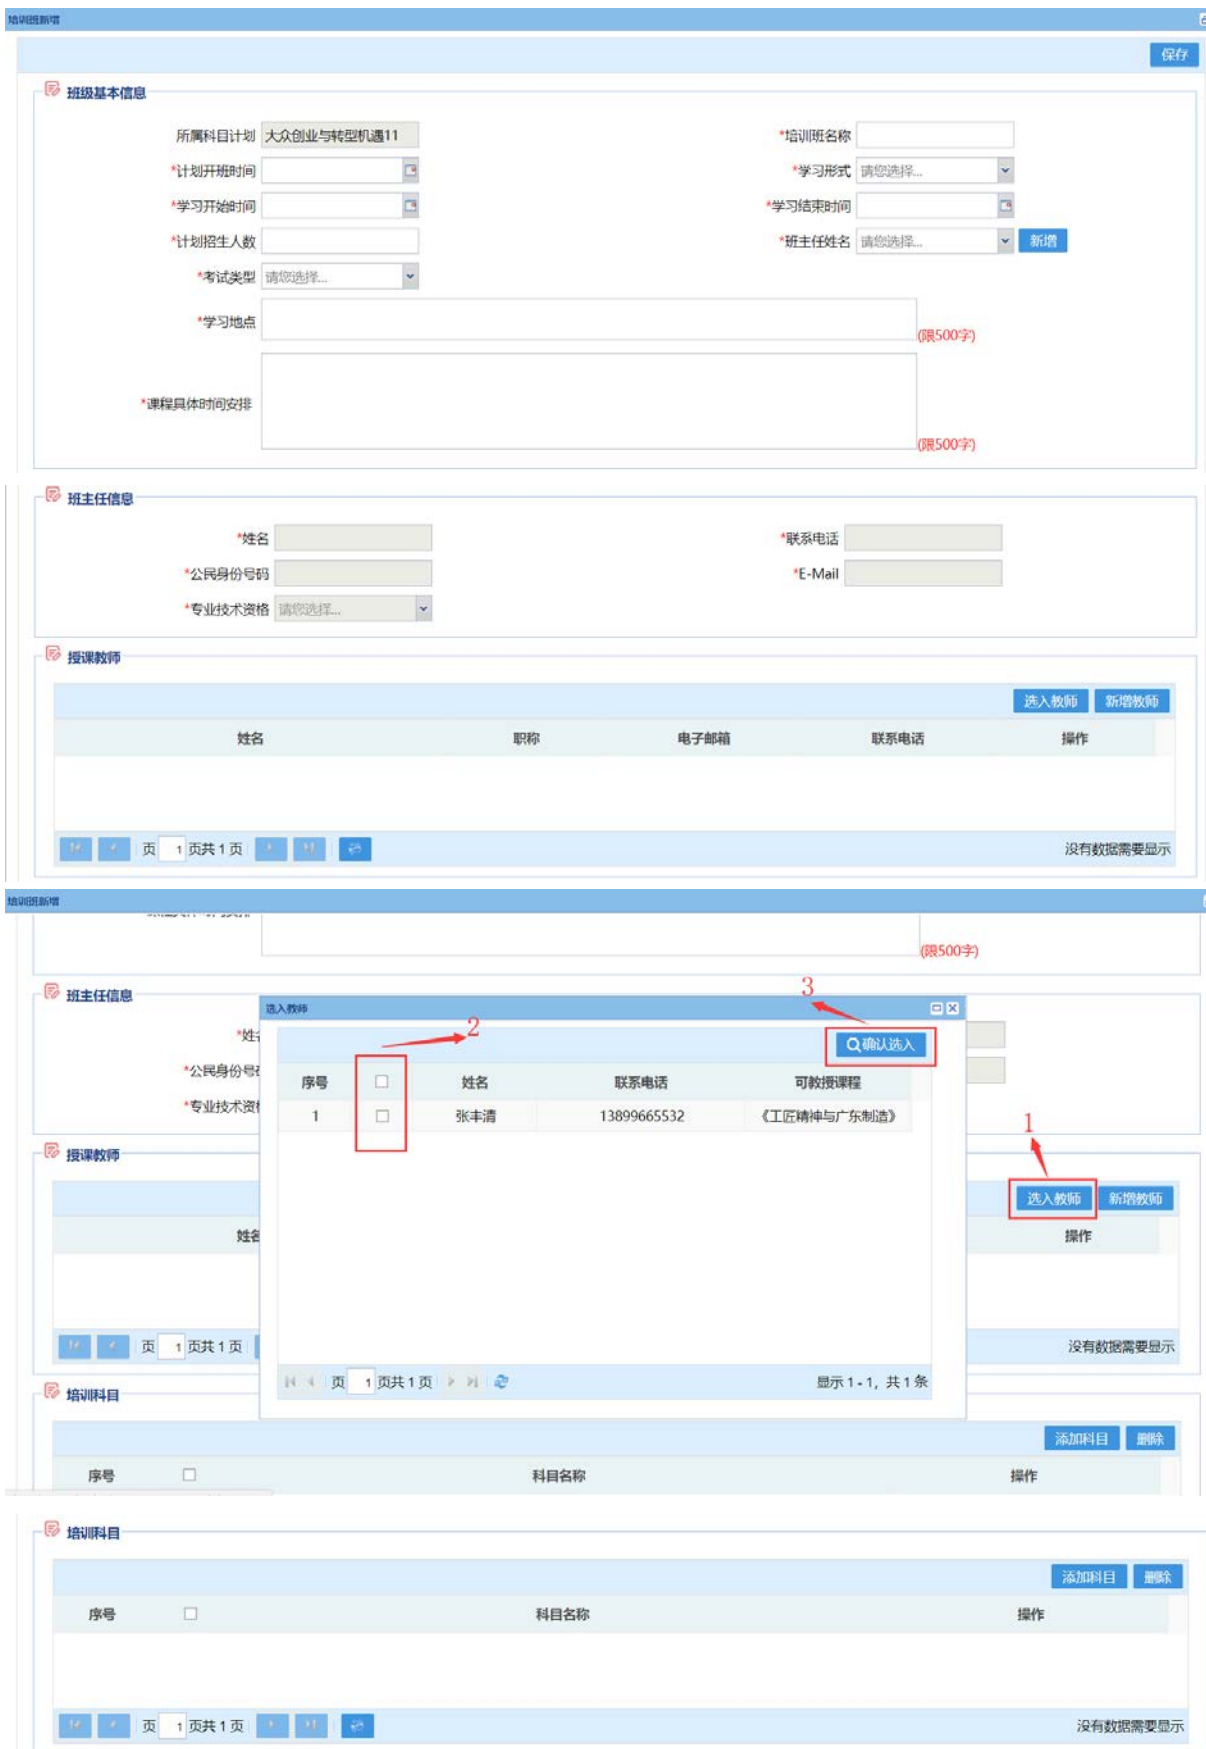 培训班新增
保存
班级基本信息
所属科目计划 大众创业与转型机遇11 *培训班名称
*计划开班时间 *学习形式 请您选择...
*学习开始时间 *学习结束时间
*计划招生人数 *班主任姓名 请您选择... 新增
*考试类型 请您选择...
*学习地点
(限500字)
*课程具体时间安排
(限500字)
班主任信息
*姓名 *联系电话
*公民身份号码 *E-Mail
*专业技术资格 请您选择...
授课教师
选入教师 新增教师
姓名 职称 电子邮箱 联系电话 操作
页 1 页共 1 页 没有数据需要显示
培训班新增
(限500字)
班主任信息
3
选入教师
2
*姓
确认选入
*公民身份号
序号 姓名 联系电话 可教授课程
*专业技术资
1 张丰清 13899665532 《工匠精神与广东制造》
1
授课教师
选入教师 新增教师
姓名 操作
页 1 页共 1 页 没有数据需要显示
页 1 页共 1 页 显示 1 - 1, 共 1 条
培训科目
添加科目 删除
序号 科目名称 操作
培训科目
添加科目 删除
序号 科目名称 操作
页 1 页共 1 页 没有数据需要显示